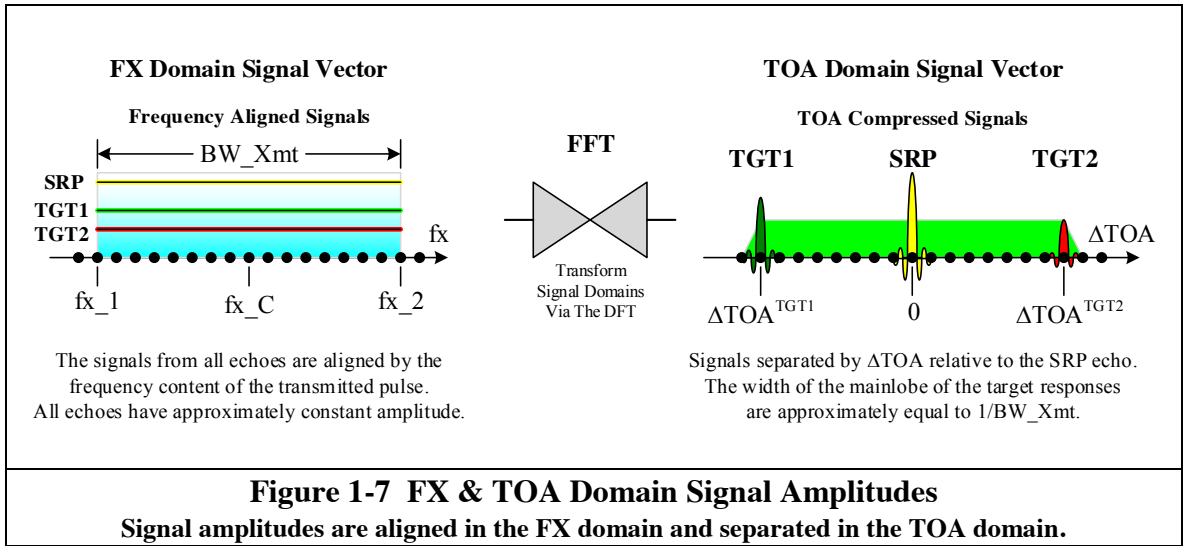 FX Domain Signal Vector
Frequency Aligned Signals
BW_Xmt
SRP
TGT1
TGT2
fx
fx_1
fx_C
fx_2
The signals from all echoes are aligned by the
frequency content of the transmitted pulse.
All echoes have approximately constant amplitude.
FFT
Transform
Signal Domains
Via The DFT
TOA Domain Signal Vector
TOA Compressed Signals
TGT1
SRP
TGT2
ΔTOA
ΔTOA^TGT1
0
ΔTOA^TGT2
Signals separated by ΔTOA relative to the SRP echo.
The width of the mainlobe of the target responses
are approximately equal to 1/BW_Xmt.
Figure 1-7 FX & TOA Domain Signal Amplitudes
Signal amplitudes are aligned in the FX domain and separated in the TOA domain.